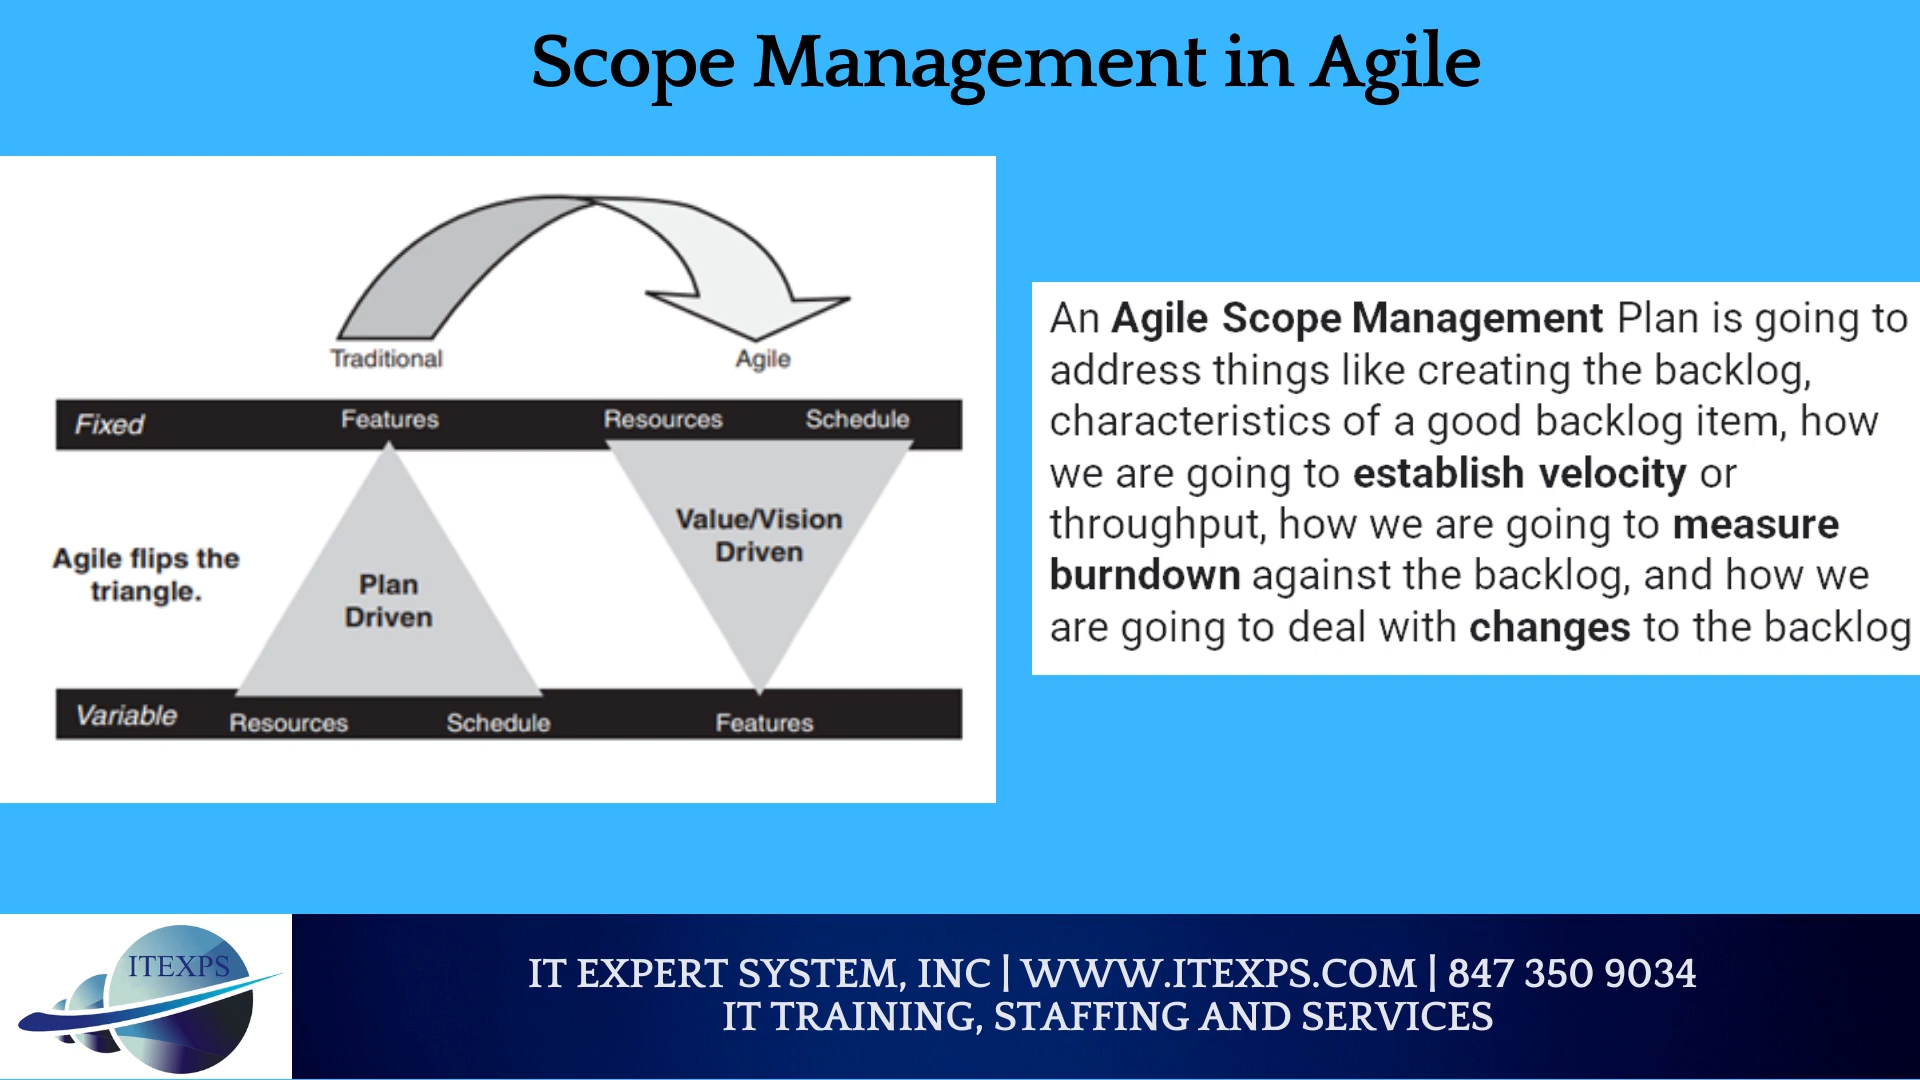 Scope Management in Agile
Traditional
Agile
Fixed
Features
Resources
Schedule
Agile flips the
triangle.
Plan
Driven
Value/Vision
Driven
Variable
Resources
Schedule
Features
An Agile Scope Management Plan is going to
address things like creating the backlog,
characteristics of a good backlog item, how
we are going to establish velocity or
throughput, how we are going to measure
burndown against the backlog, and how we
are going to deal with changes to the backlog
ITEXPS
IT EXPERT SYSTEM, INC | WWW.ITEXPS.COM | 847 350 9034
IT TRAINING, STAFFING AND SERVICES